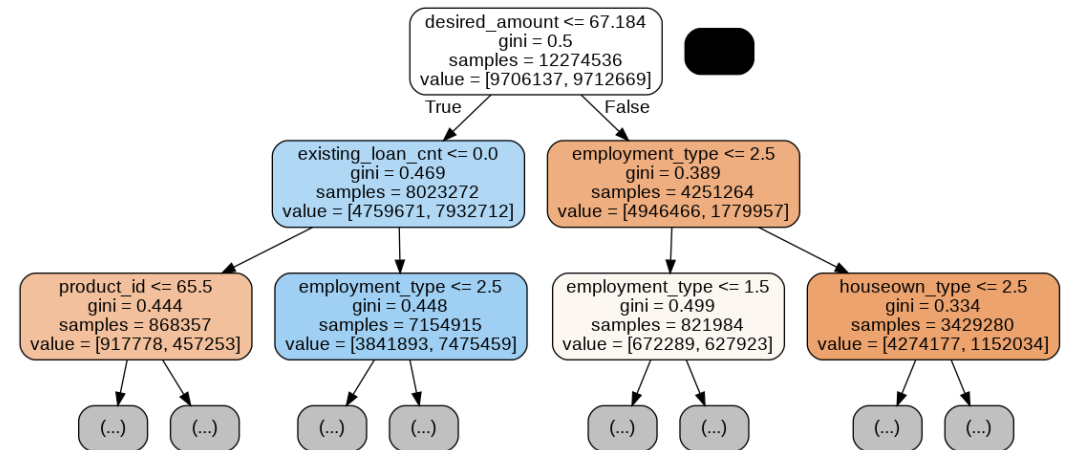 desired_amount <= 67.184
gini = 0.5
samples = 12274536
value = [9706137, 9712669]
True
False
existing_loan_cnt <= 0.0
gini = 0.469
samples = 8023272
value = [4759671, 7932712]
employment_type <= 2.5
gini = 0.389
samples = 4251264
value = [4946466, 1779957]
product_id <= 65.5
gini = 0.444
samples = 868357
value = [917778, 457253]
employment_type <= 2.5
gini = 0.448
samples = 7154915
value = [3841893, 7475459]
employment_type <= 1.5
gini = 0.499
samples = 821984
value = [672289, 627923]
houseown_type <= 2.5
gini = 0.334
samples = 3429280
value = [4274177, 1152034]
(...)
(...)
(...)
(...)
(...)
(...)
(...)
(...)